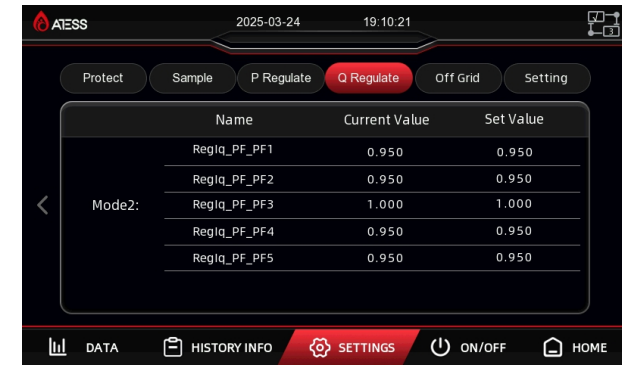 ATESS 2025-03-24 19:10:21
3
Protect Sample P Regulate Q Regulate Off Grid Setting
Name Current Value Set Value
RegIq_PF_PF1 0.950 0.950
RegIq_PF_PF2 0.950 0.950
Mode2: RegIq_PF_PF3 1.000 1.000
RegIq_PF_PF4 0.950 0.950
RegIq_PF_PF5 0.950 0.950
DATA HISTORY INFO SETTINGS ON/OFF HOME